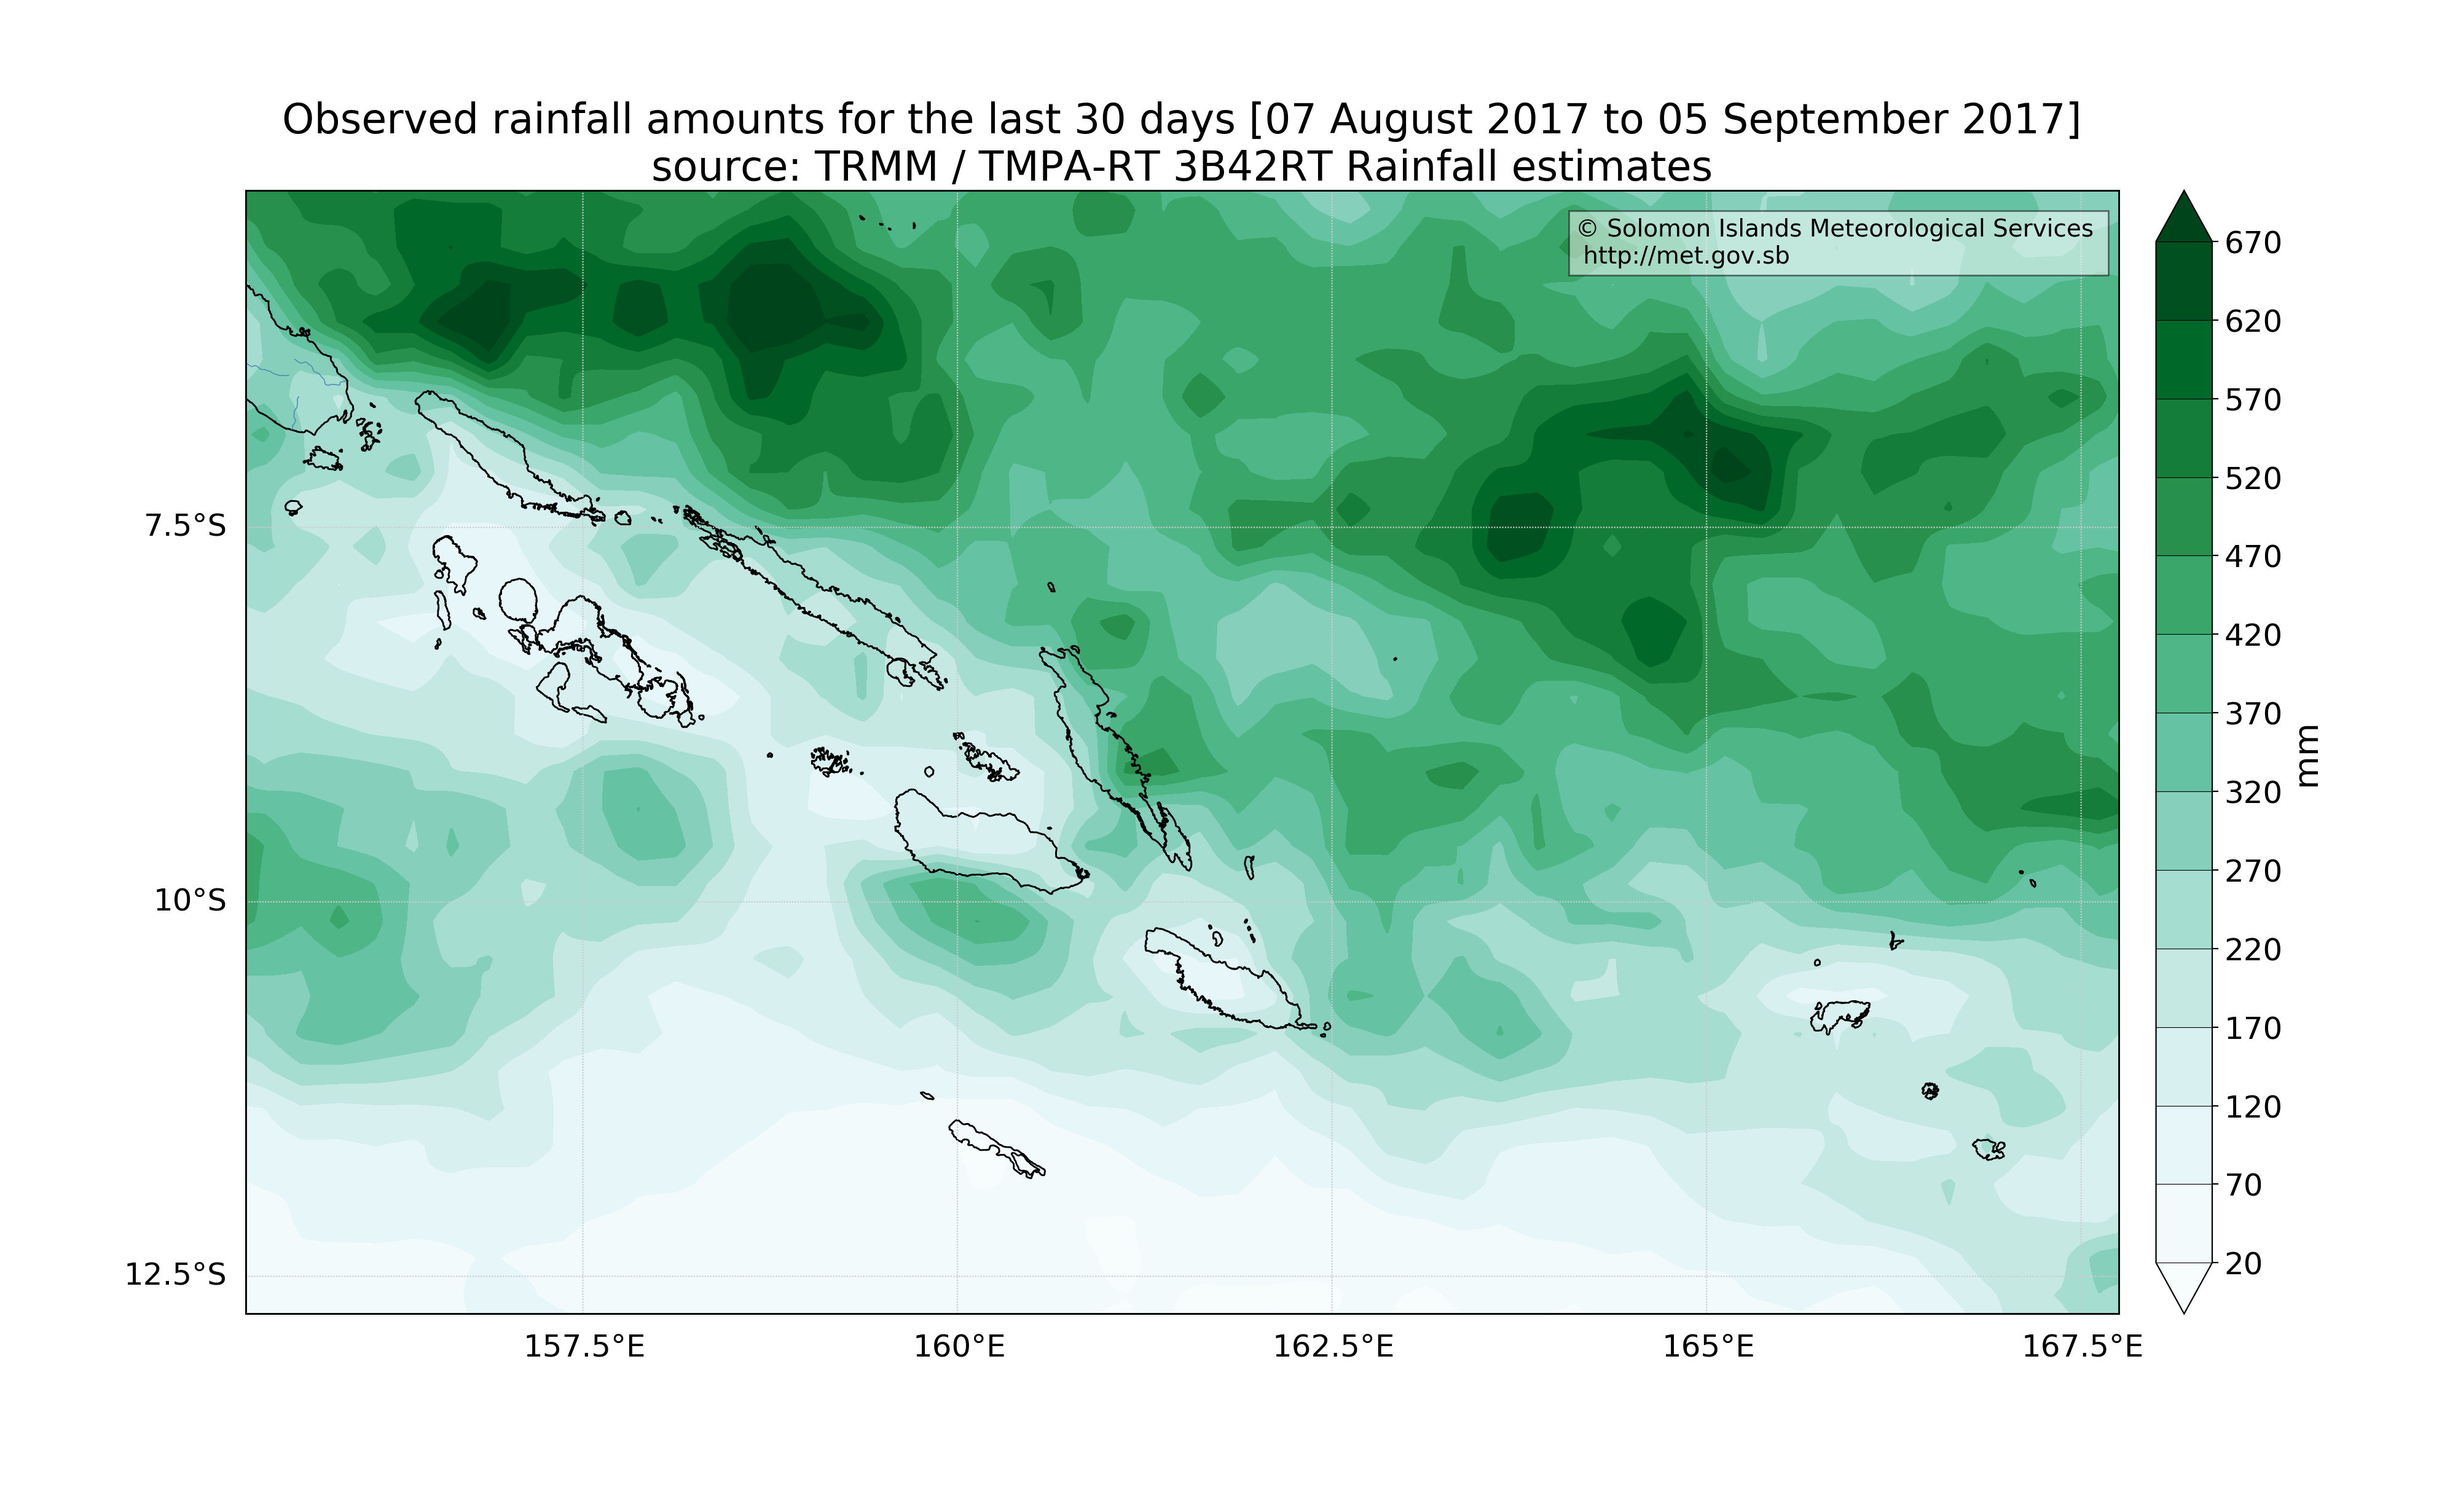 Observed rainfall amounts for the last 30 days [07 August 2017 to 05 September 2017]
source: TRMM / TMPA-RT 3B42RT Rainfall estimates
© Solomon Islands Meteorological Services
http://met.gov.sb
7.5°S
10°S
12.5°S
157.5°E
160°E
162.5°E
165°E
167.5°E
670
620
570
520
470
420
370
320
270
220
170
120
70
20
mm